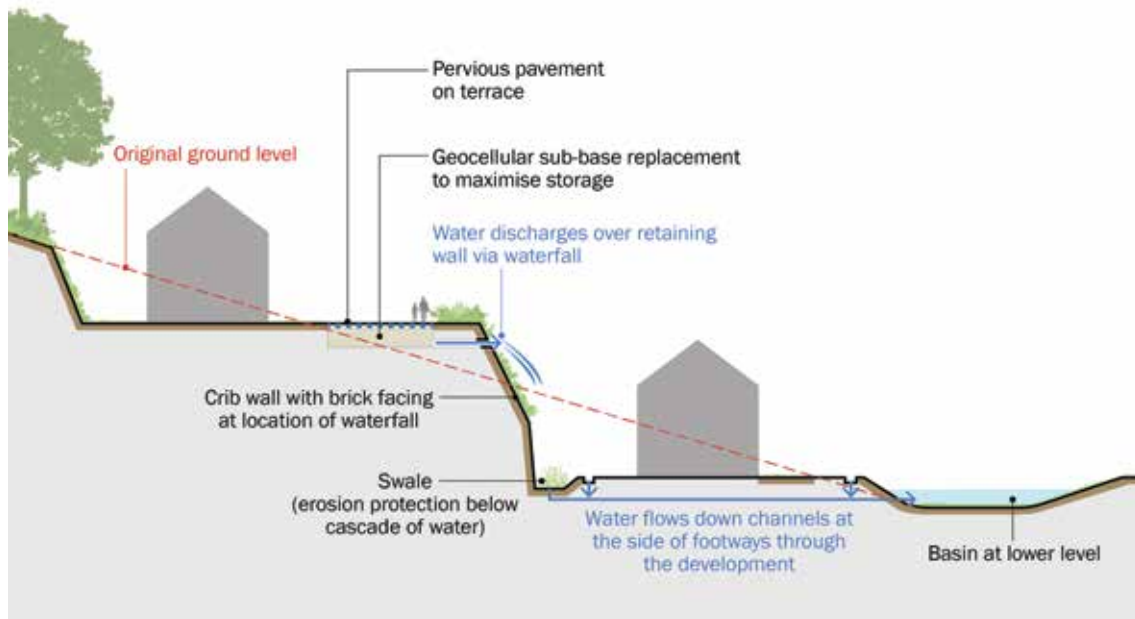 Pervious pavement
on terrace
Original ground level
Geocellular sub-base replacement
to maximise storage
Water discharges over retaining
wall via waterfall
Crib wall with brick facing
at location of waterfall
Swale
(erosion protection below
cascade of water)
Water flows down channels at
the side of footways through
the development
Basin at lower level